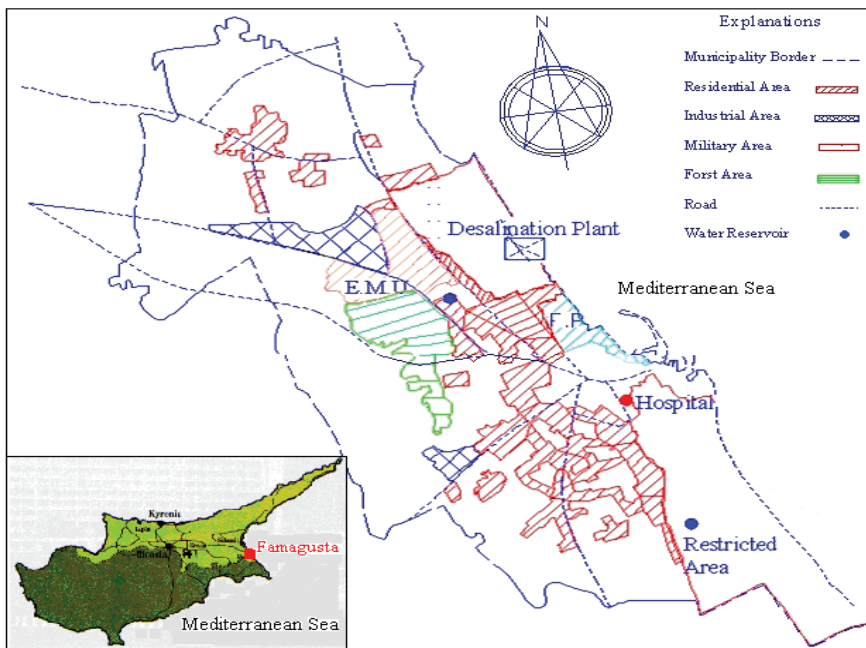 N
Explanations
Municipality Border
Residential Area
Industrial Area
Military Area
Forst Area
Road
Water Reservoir
Desalination Plant
E.M.U
Mediterranean Sea
F.P.
Hospital
Restricted
Area
Kyrenia
Famagusta
Mediterranean Sea